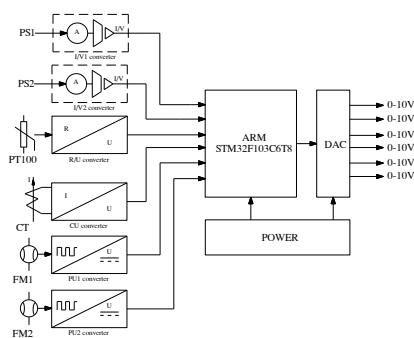 PS1
A
I/V
I/V1 converter
PS2
A
I/V
I/V2 converter
PT100
R
U
R/U converter
CT
I
I
U
CU converter
FM1
U
PU1 converter
FM2
U
PU2 converter
ARM
STM32F103C6T8
DAC
POWER
0-10V
0-10V
0-10V
0-10V
0-10V
0-10V